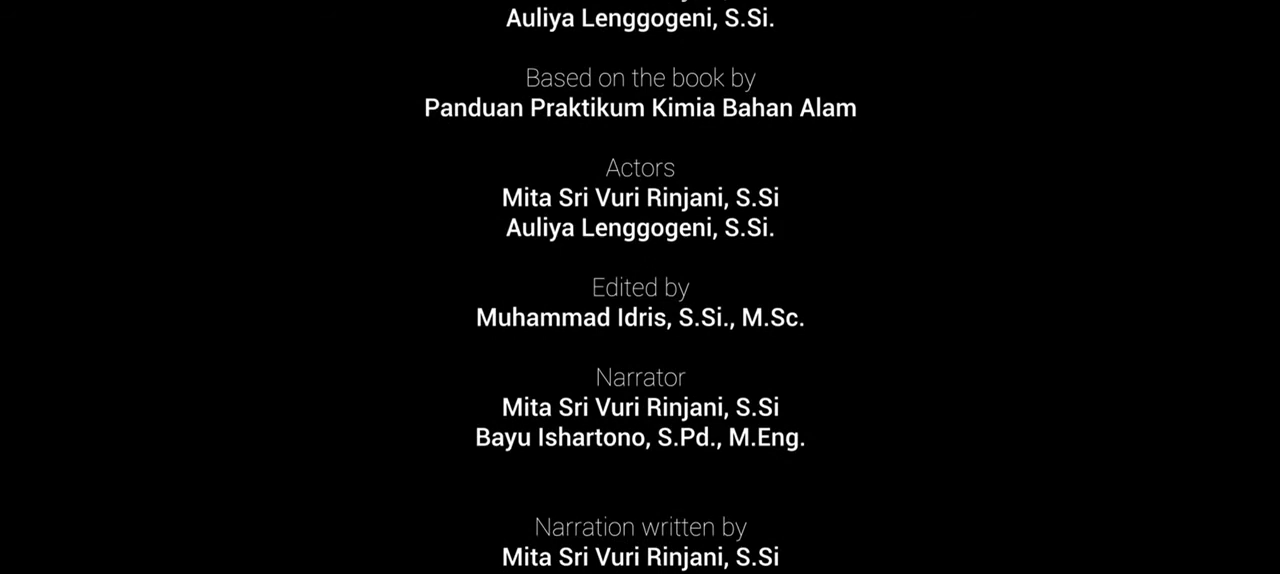 Auliya Lenggogeni, S.Si.
Based on the book by
Panduan Praktikum Kimia Bahan Alam
Actors
Mita Sri Vuri Rinjani, S.Si
Auliya Lenggogeni, S.Si.
Edited by
Muhammad Idris, S.Si., M.Sc.
Narrator
Mita Sri Vuri Rinjani, S.Si
Bayu Ishartono, S.Pd., M.Eng.
Narration written by
Mita Sri Vuri Rinjani, S.Si